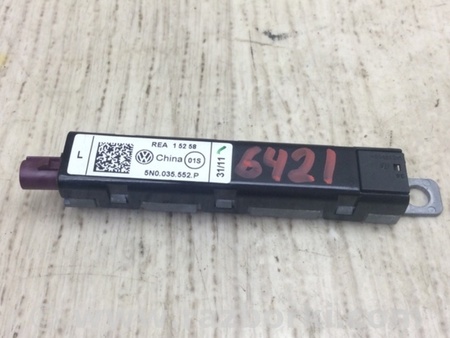 REA 1 52 58
L
China 01S
5N0.035.552.P
31/11
6421